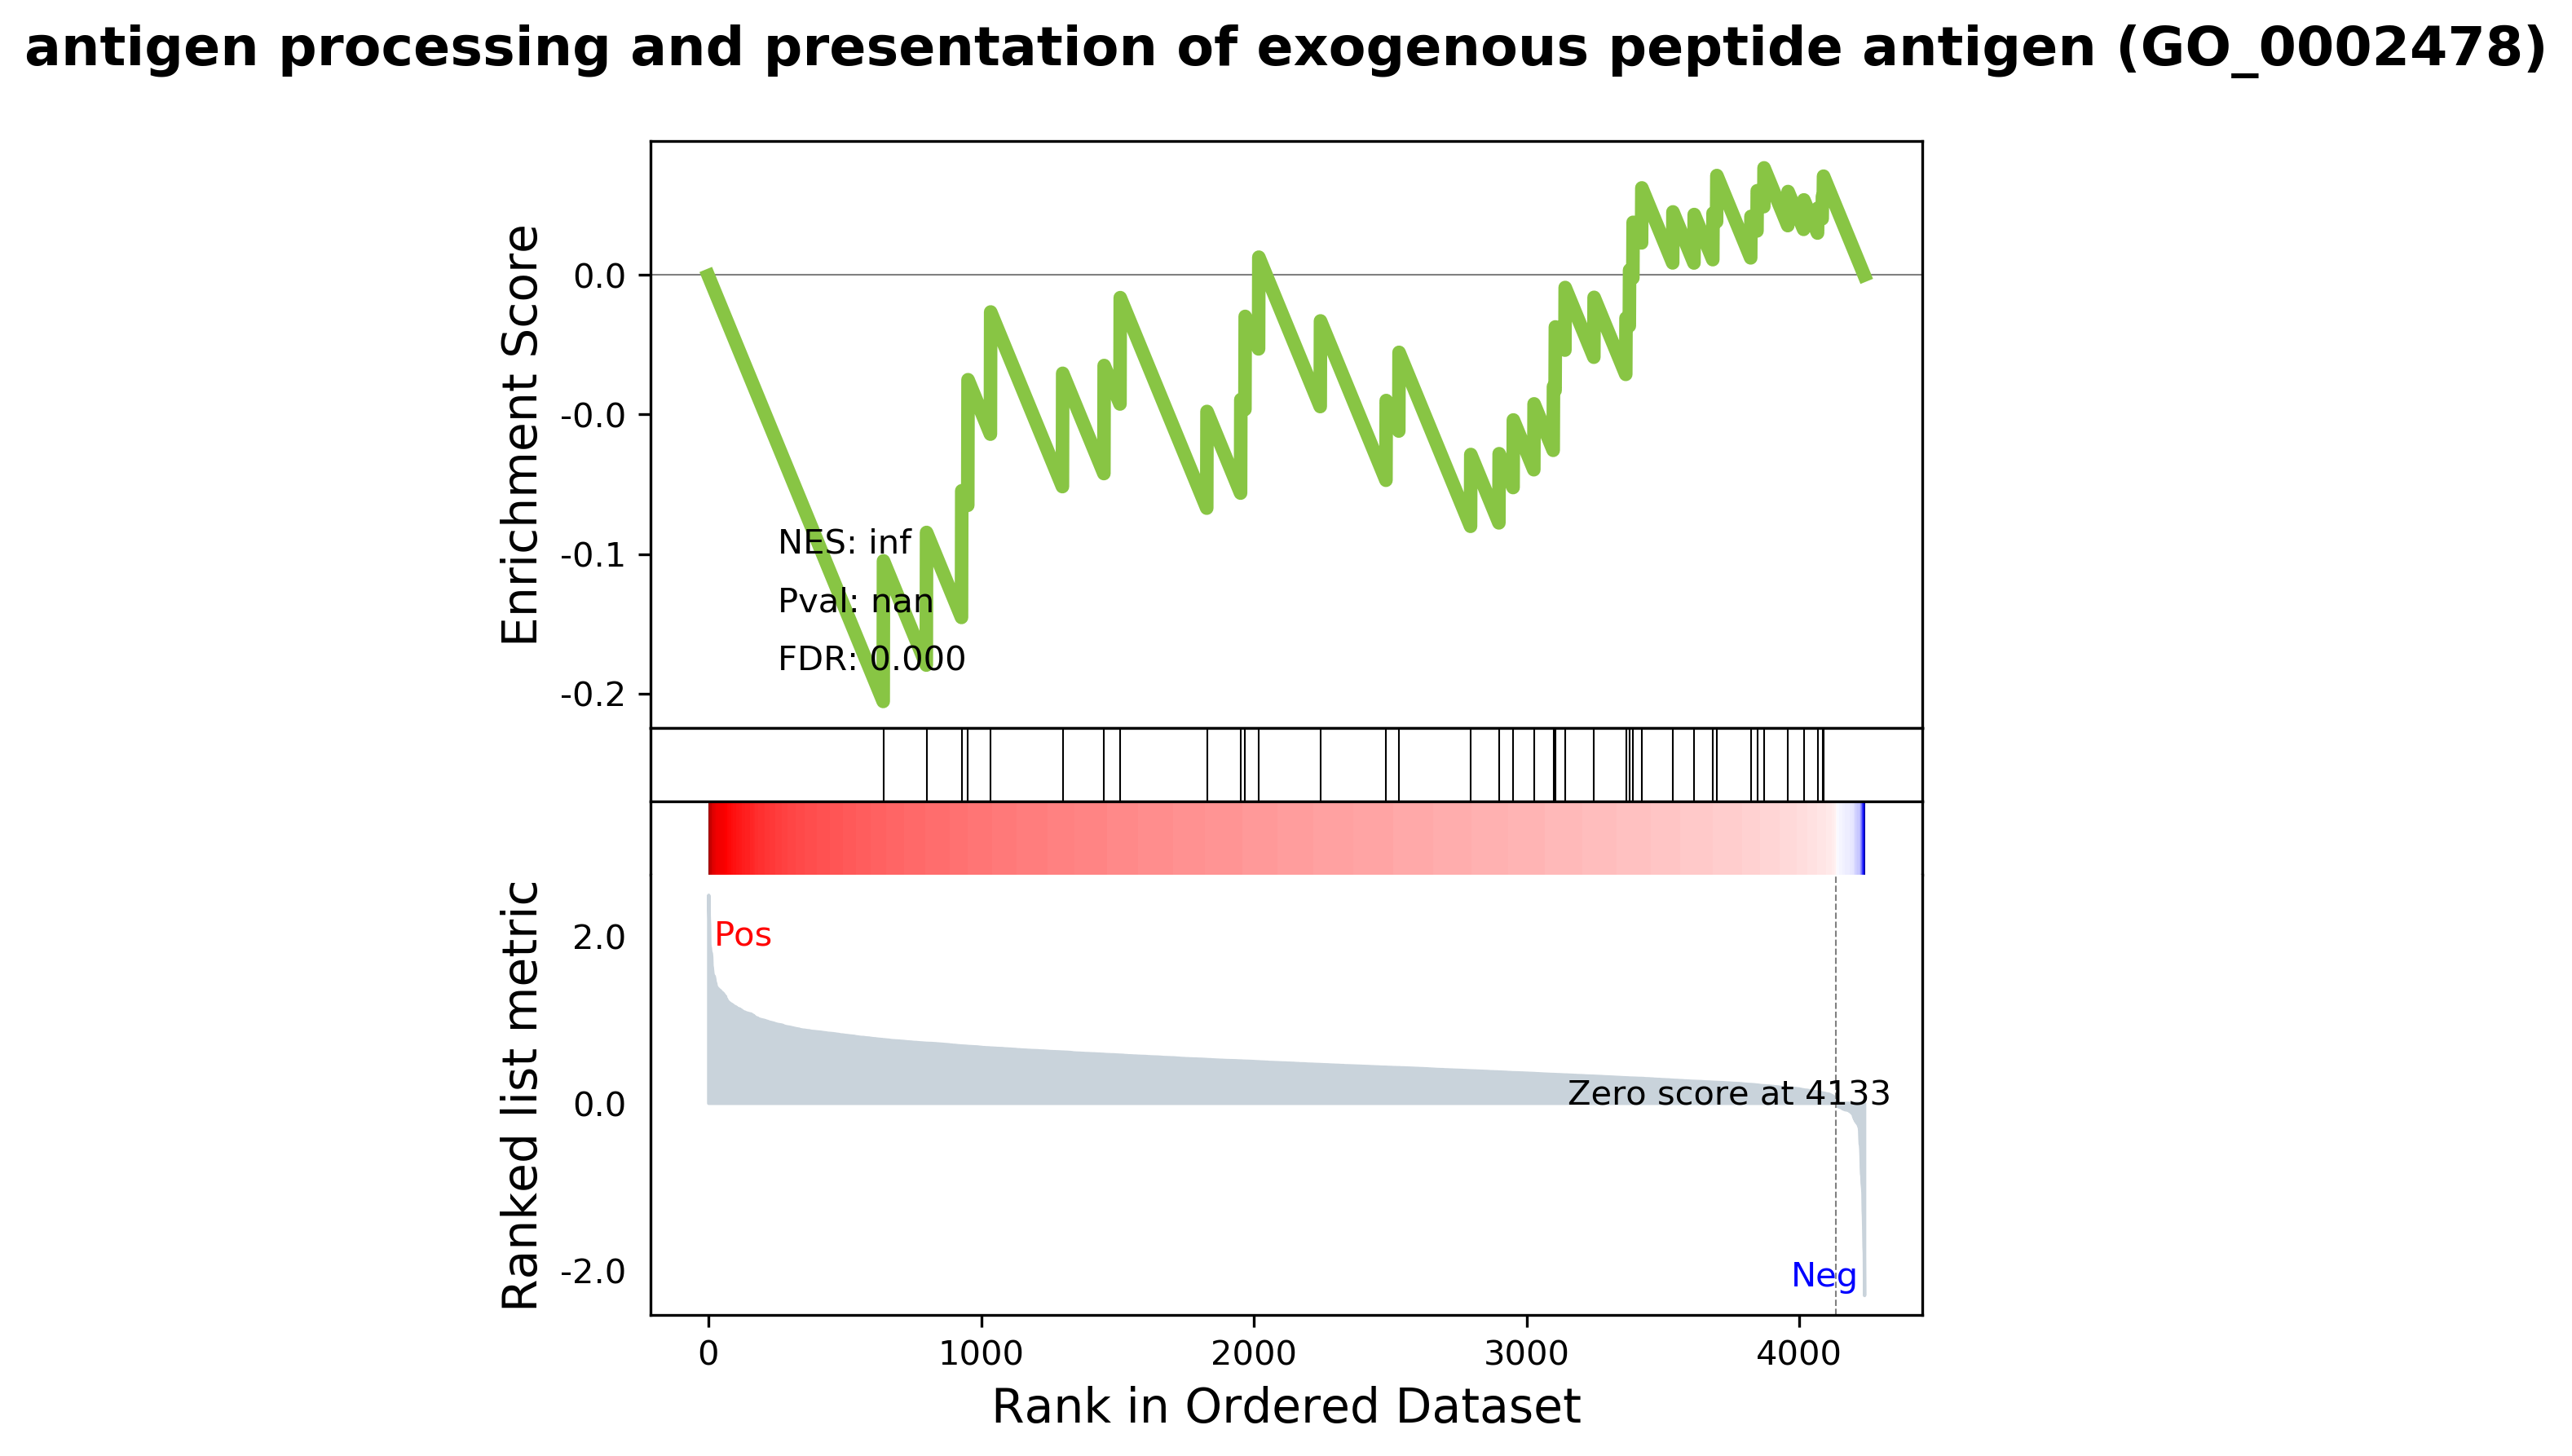 antigen processing and presentation of exogenous peptide antigen (GO_0002478)
Enrichment Score
0.0
-0.0
-0.1
-0.2
NES: inf
Pval: nan
FDR: 0.000
Ranked list metric
2.0
0.0
-2.0
Pos
Zero score at 4133
Neg
0 1000 2000 3000 4000
Rank in Ordered Dataset